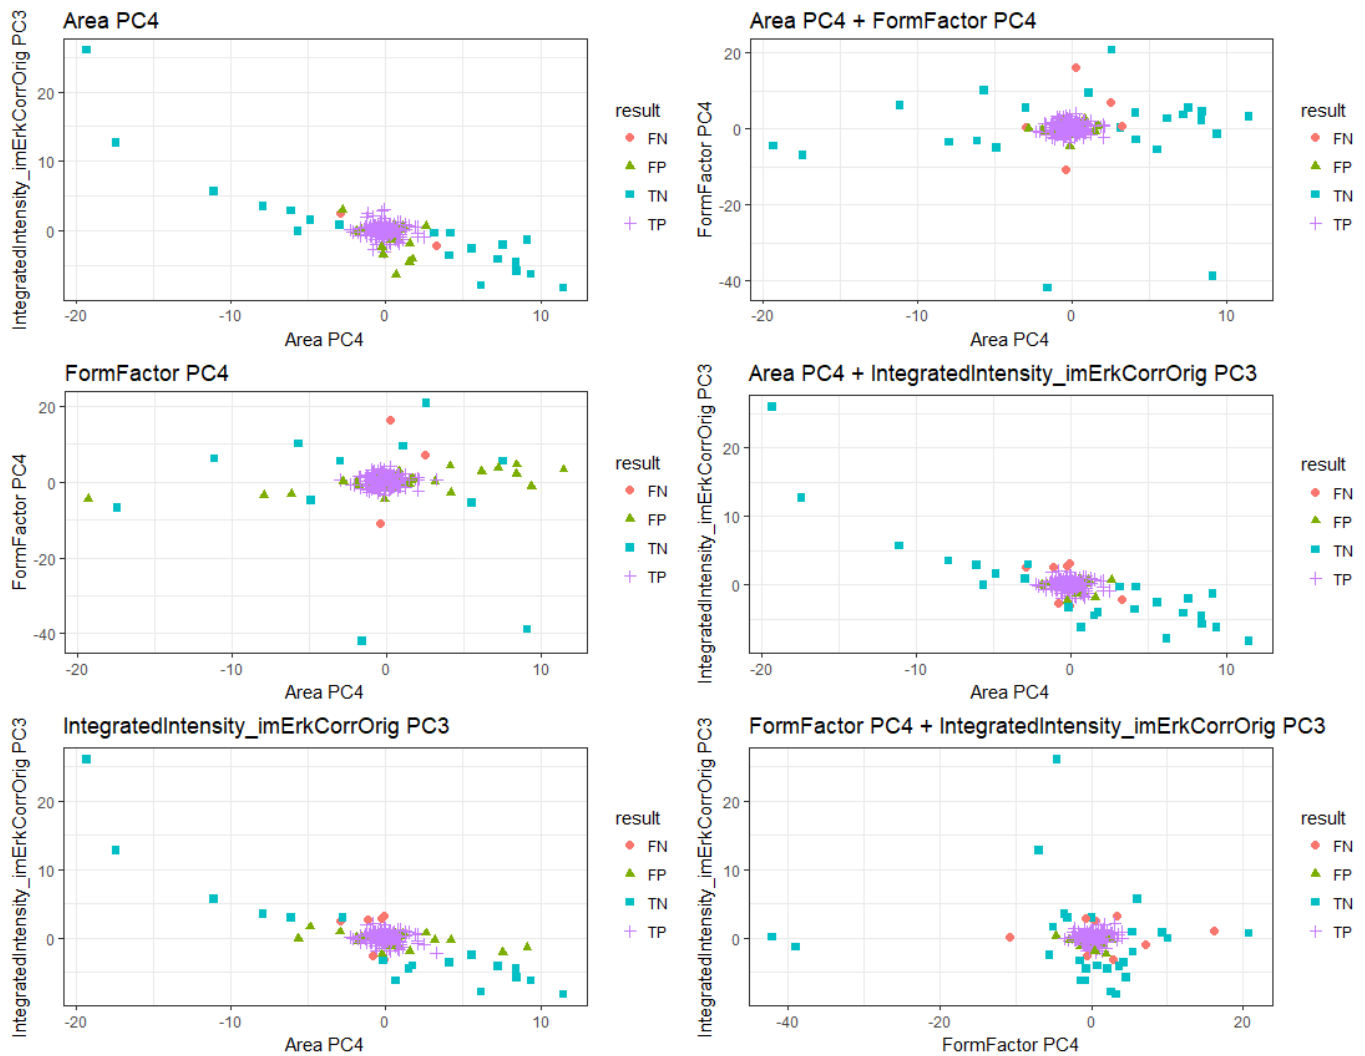 Area PC4
IntegratedIntensity_imErkCorrOrig PC3
20
10
0
-20
-10
0
10
Area PC4
result
FN
FP
TN
TP
Area PC4 + FormFactor PC4
FormFactor PC4
20
0
-20
-40
-20
-10
0
10
Area PC4
result
FN
FP
TN
TP
FormFactor PC4
FormFactor PC4
20
0
-20
-40
-20
-10
0
10
Area PC4
result
FN
FP
TN
TP
Area PC4 + IntegratedIntensity_imErkCorrOrig PC3
IntegratedIntensity_imErkCorrOrig PC3
20
10
0
-20
-10
0
10
Area PC4
result
FN
FP
TN
TP
IntegratedIntensity_imErkCorrOrig PC3
IntegratedIntensity_imErkCorrOrig PC3
20
10
0
-20
-10
0
10
Area PC4
result
FN
FP
TN
TP
FormFactor PC4 + IntegratedIntensity_imErkCorrOrig PC3
IntegratedIntensity_imErkCorrOrig PC3
20
10
0
-40
-20
0
20
FormFactor PC4
result
FN
FP
TN
TP